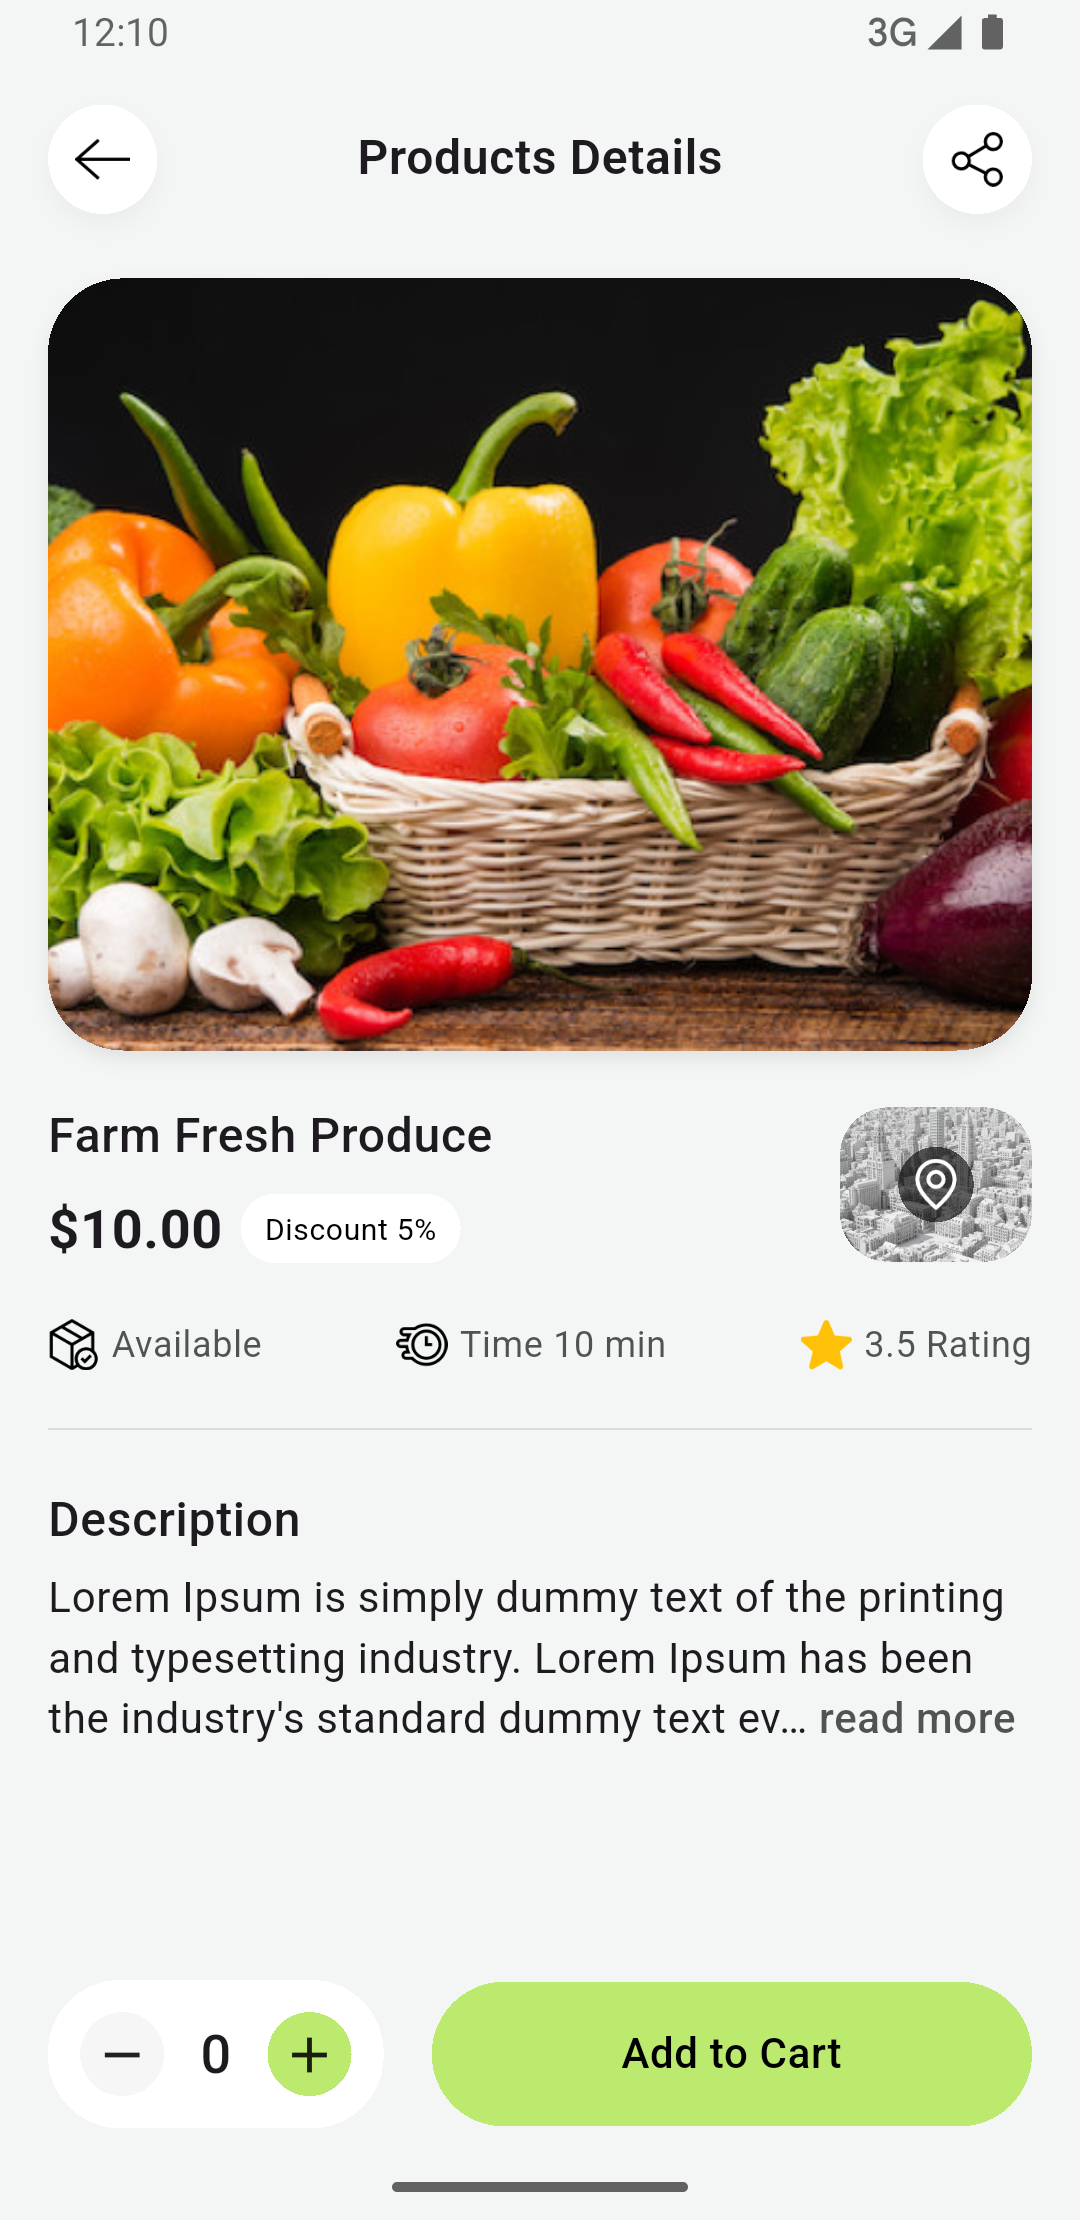 12:10
3G
Products Details
Farm Fresh Produce
$10.00
Discount 5%
Available
Time 10 min
3.5 Rating
Description
Lorem Ipsum is simply dummy text of the printing
and typesetting industry. Lorem Ipsum has been
the industry's standard dummy text ev... read more
0
Add to Cart